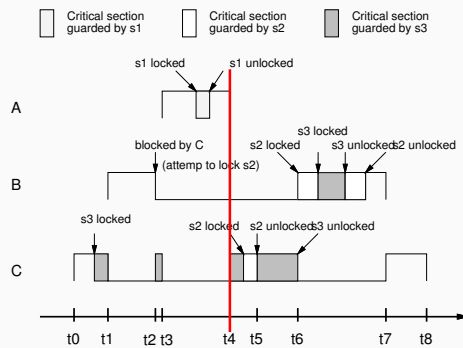 Critical section
guarded by s1
Critical section
guarded by s2
Critical section
guarded by s3
s1 locked
s1 unlocked
A
blocked by C
(attemp to lock s2)
s3 locked
s2 locked
s3 unlocked
s2 unlocked
B
s3 locked
s2 locked
s2 unlocked
s3 unlocked
C
t0
t1
t2
t3
t4
t5
t6
t7
t8